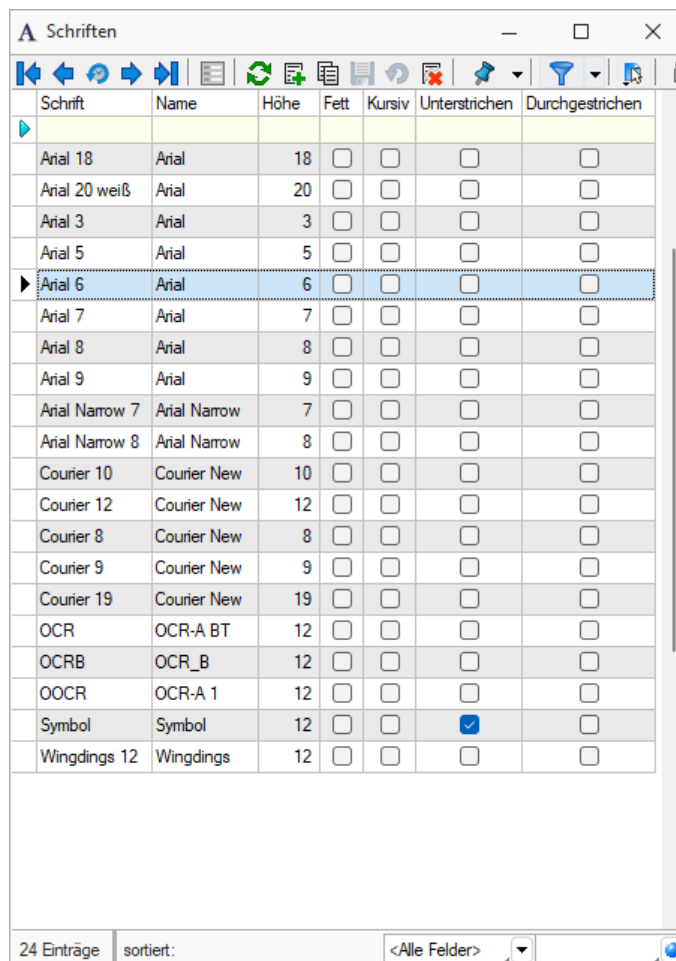 A Schriften
Schrift Name Höhe Fett Kursiv Unterstrichen Durchgestrichen
Arial 18 Arial 18
Arial 20 weiß Arial 20
Arial 3 Arial 3
Arial 5 Arial 5
Arial 6 Arial 6
Arial 7 Arial 7
Arial 8 Arial 8
Arial 9 Arial 9
Arial Narrow 7 Arial Narrow 7
Arial Narrow 8 Arial Narrow 8
Courier 10 Courier New 10
Courier 12 Courier New 12
Courier 8 Courier New 8
Courier 9 Courier New 9
Courier 19 Courier New 19
OCR OCR-A BT 12
OCRB OCR_B 12
OOCR OCR-A 1 12
Symbol Symbol 12
Wingdings 12 Wingdings 12
24 Einträge sortiert: <Alle Felder>